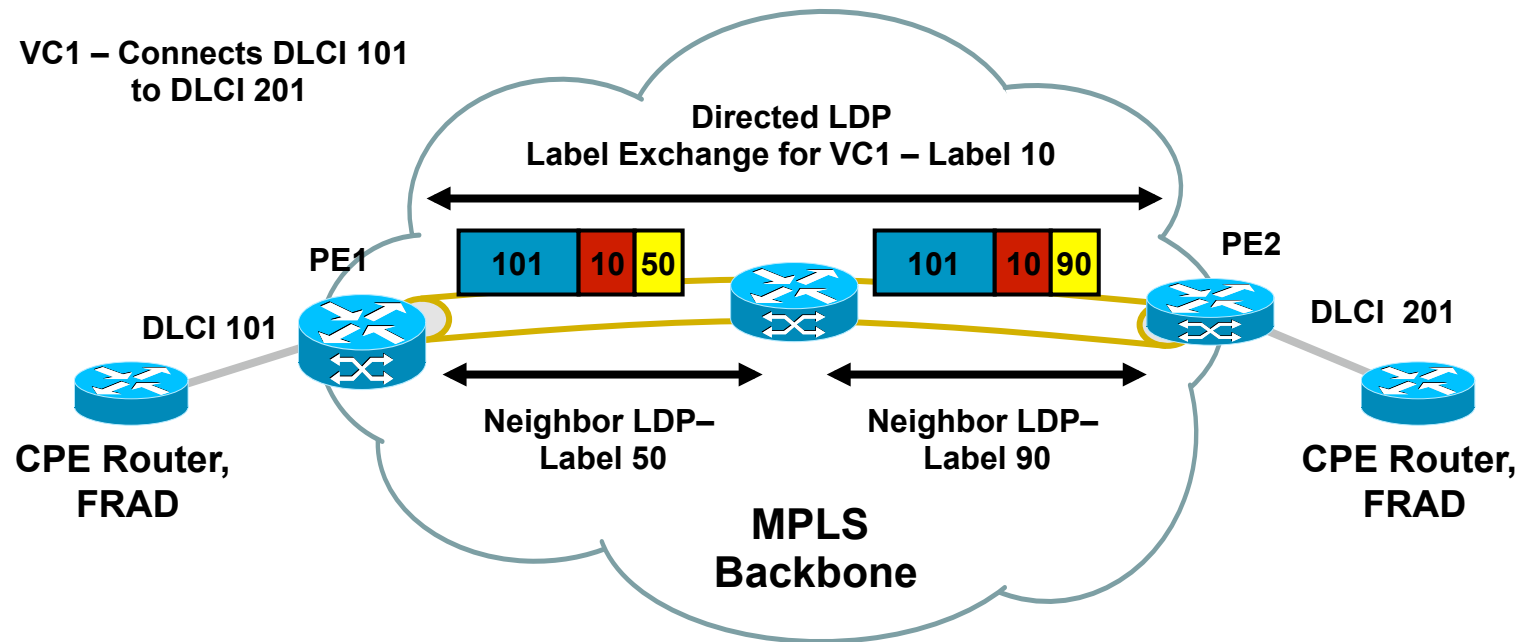 VC1 – Connects DLCI 101
to DLCI 201
Directed LDP
Label Exchange for VC1 – Label 10
PE1
101 10 50
101 10 90
PE2
DLCI 101
DLCI 201
Neighbor LDP–
Label 50
Neighbor LDP–
Label 90
CPE Router,
FRAD
CPE Router,
FRAD
MPLS
Backbone